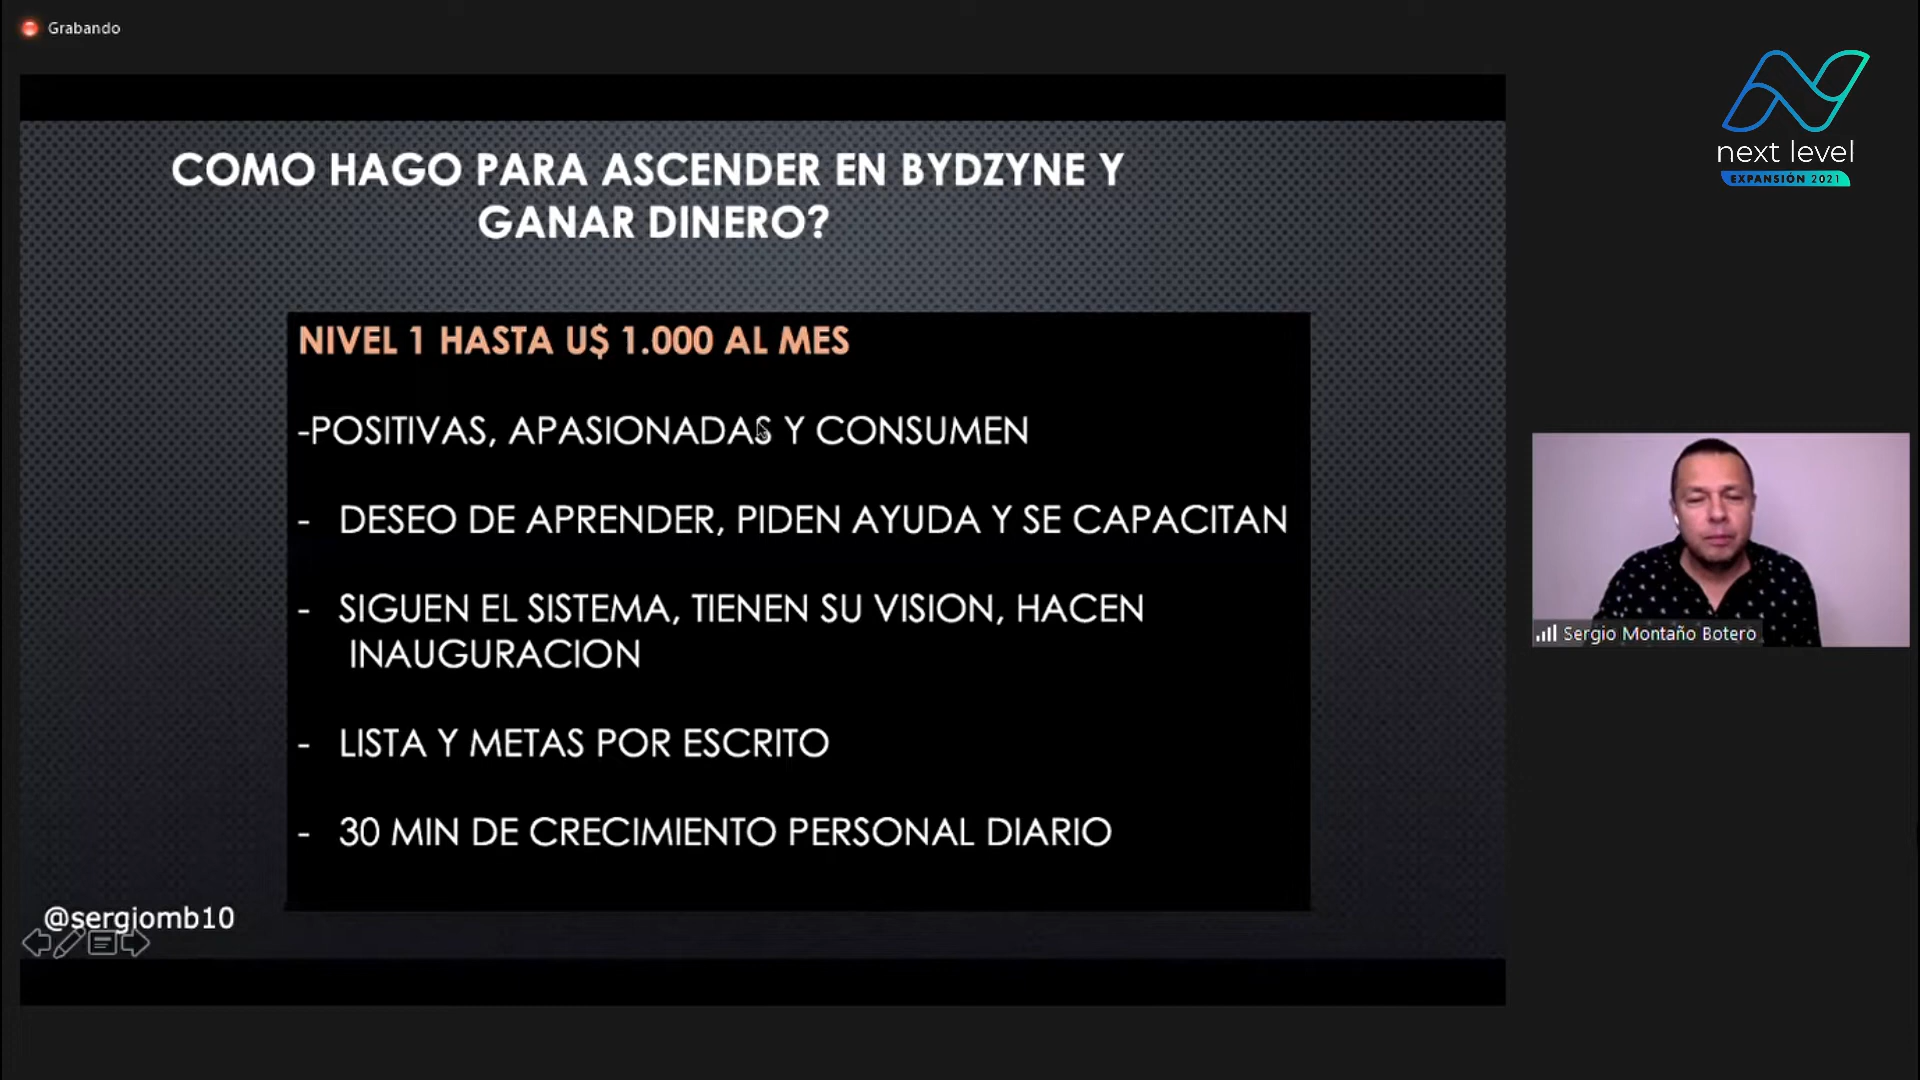 Grabando
next level
EXPANSIÓN 2021
COMO HAGO PARA ASCENDER EN BYDZYNE Y
GANAR DINERO?
NIVEL 1 HASTA U$ 1.000 AL MES
-POSITIVAS, APASIONADAS Y CONSUMEN
- DESEO DE APRENDER, PIDEN AYUDA Y SE CAPACITAN
- SIGUEN EL SISTEMA, TIENEN SU VISION, HACEN
INAUGURACION
- LISTA Y METAS POR ESCRITO
- 30 MIN DE CRECIMIENTO PERSONAL DIARIO
Sergio Montaño Botero
@sergiomb10